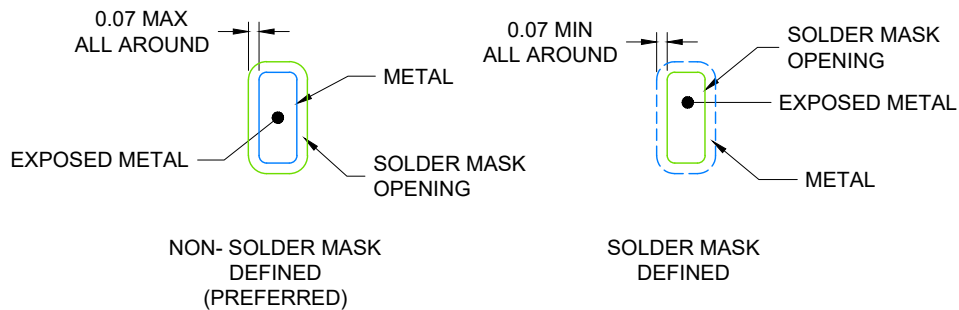 0.07 MAX
ALL AROUND
METAL
EXPOSED METAL
SOLDER MASK
OPENING
NON- SOLDER MASK
DEFINED
(PREFERRED)
0.07 MIN
ALL AROUND
SOLDER MASK
OPENING
EXPOSED METAL
METAL
SOLDER MASK
DEFINED